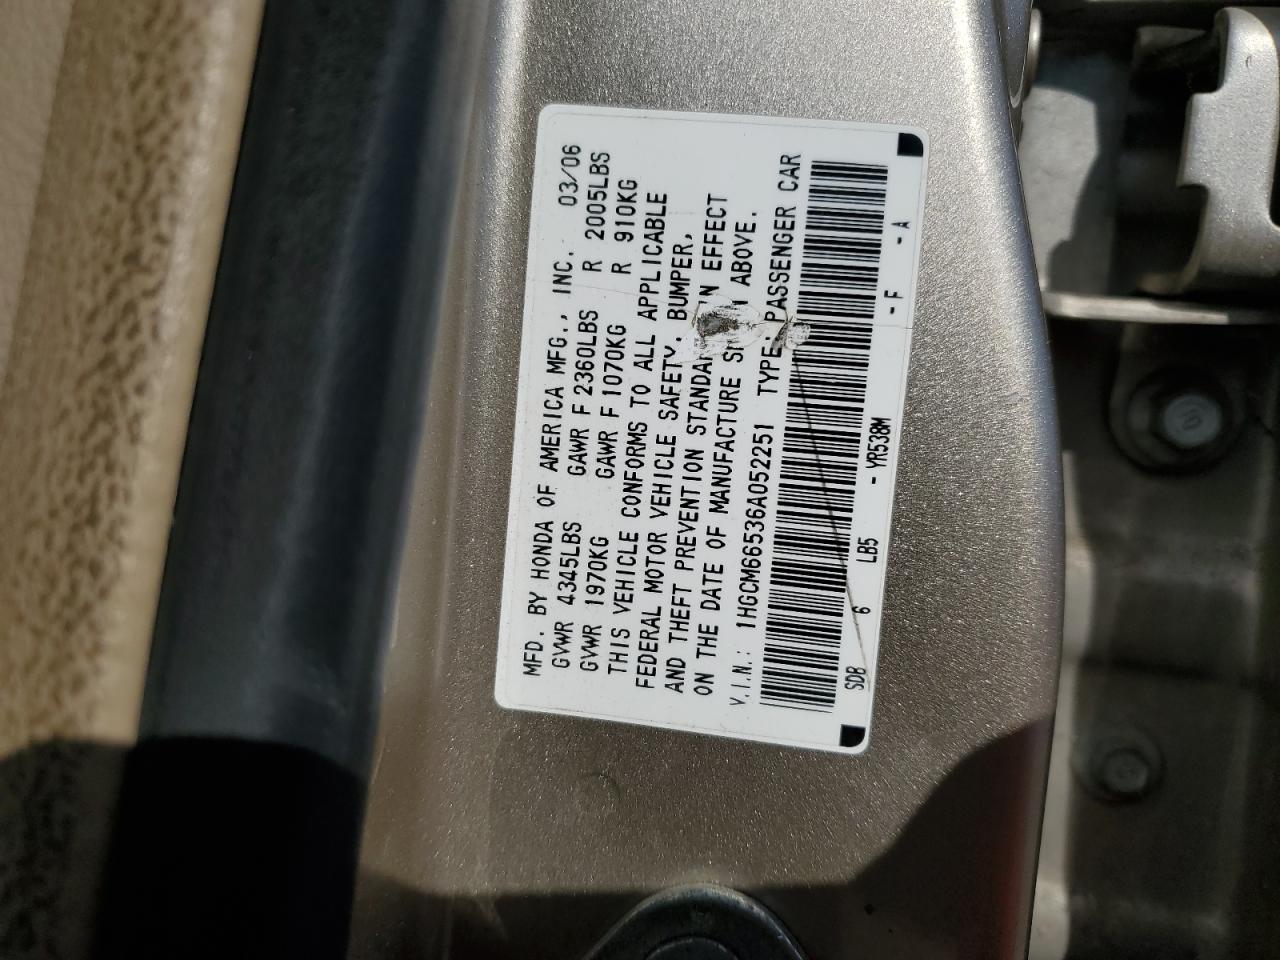 MFD. BY HONDA OF AMERICA MFG., INC. 03/06
GVWR 4345LBS GAWR F 2360LBS R 2005LBS
GVWR 1970KG GAWR F 1070KG R 910KG
THIS VEHICLE CONFORMS TO ALL APPLICABLE
FEDERAL MOTOR VEHICLE SAFETY, BUMPER,
AND THEFT PREVENTION IN EFFECT
ON THE DATE OF MANUFACTURE ABOVE.
V.I.N.: 1HGCM66536A052251 TYPE: PASSENGER CAR
SDB 6 LB5 - YR538M - F - A